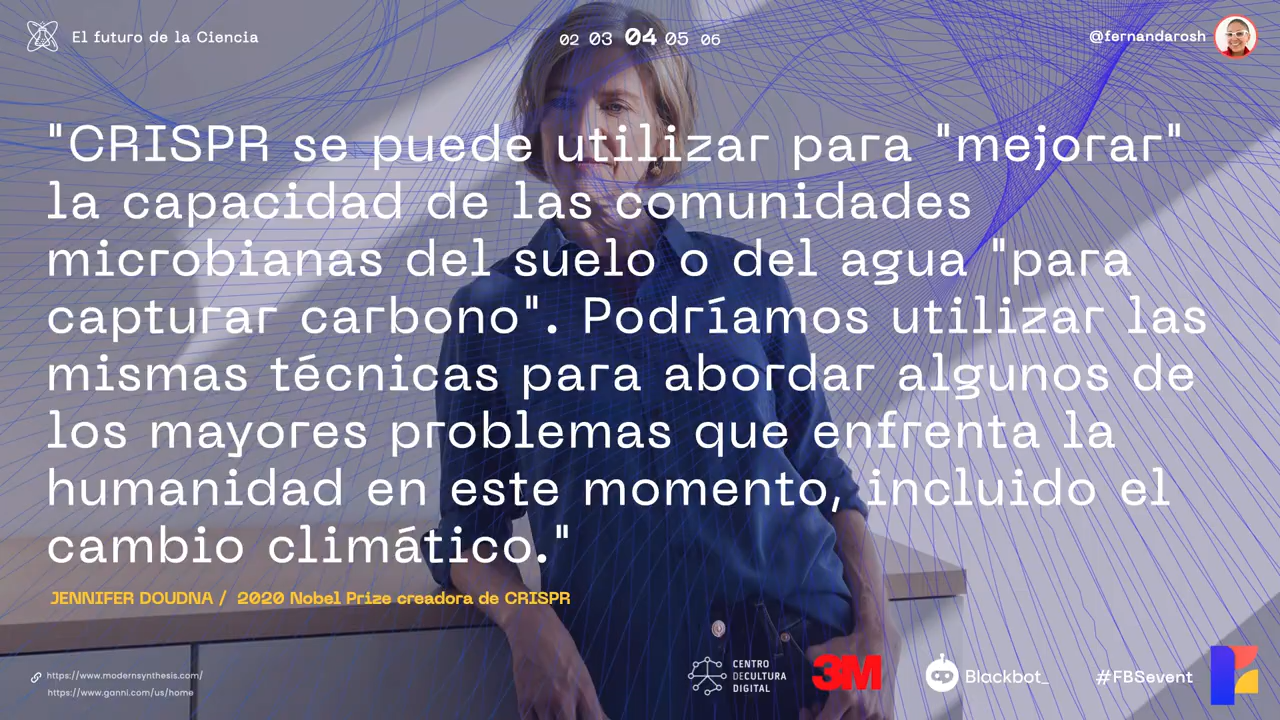 El futuro de la Ciencia
02 03 04 05 06
@fernandarosh
"CRISPR se puede utilizar para "mejorar"
la capacidad de las comunidades
microbianas del suelo o del agua "para
capturar carbono". Podríamos utilizar las
mismas técnicas para abordar algunos de
los mayores problemas que enfrenta la
humanidad en este momento, incluido el
cambio climático."
JENNIFER DOUDNA / 2020 Nobel Prize creadora de CRISPR
https://www.modernsynthesis.com/
https://www.ganni.com/us/home
CENTRO
DECULTURA
DIGITAL
3M
Blackbot_
#FBSevent